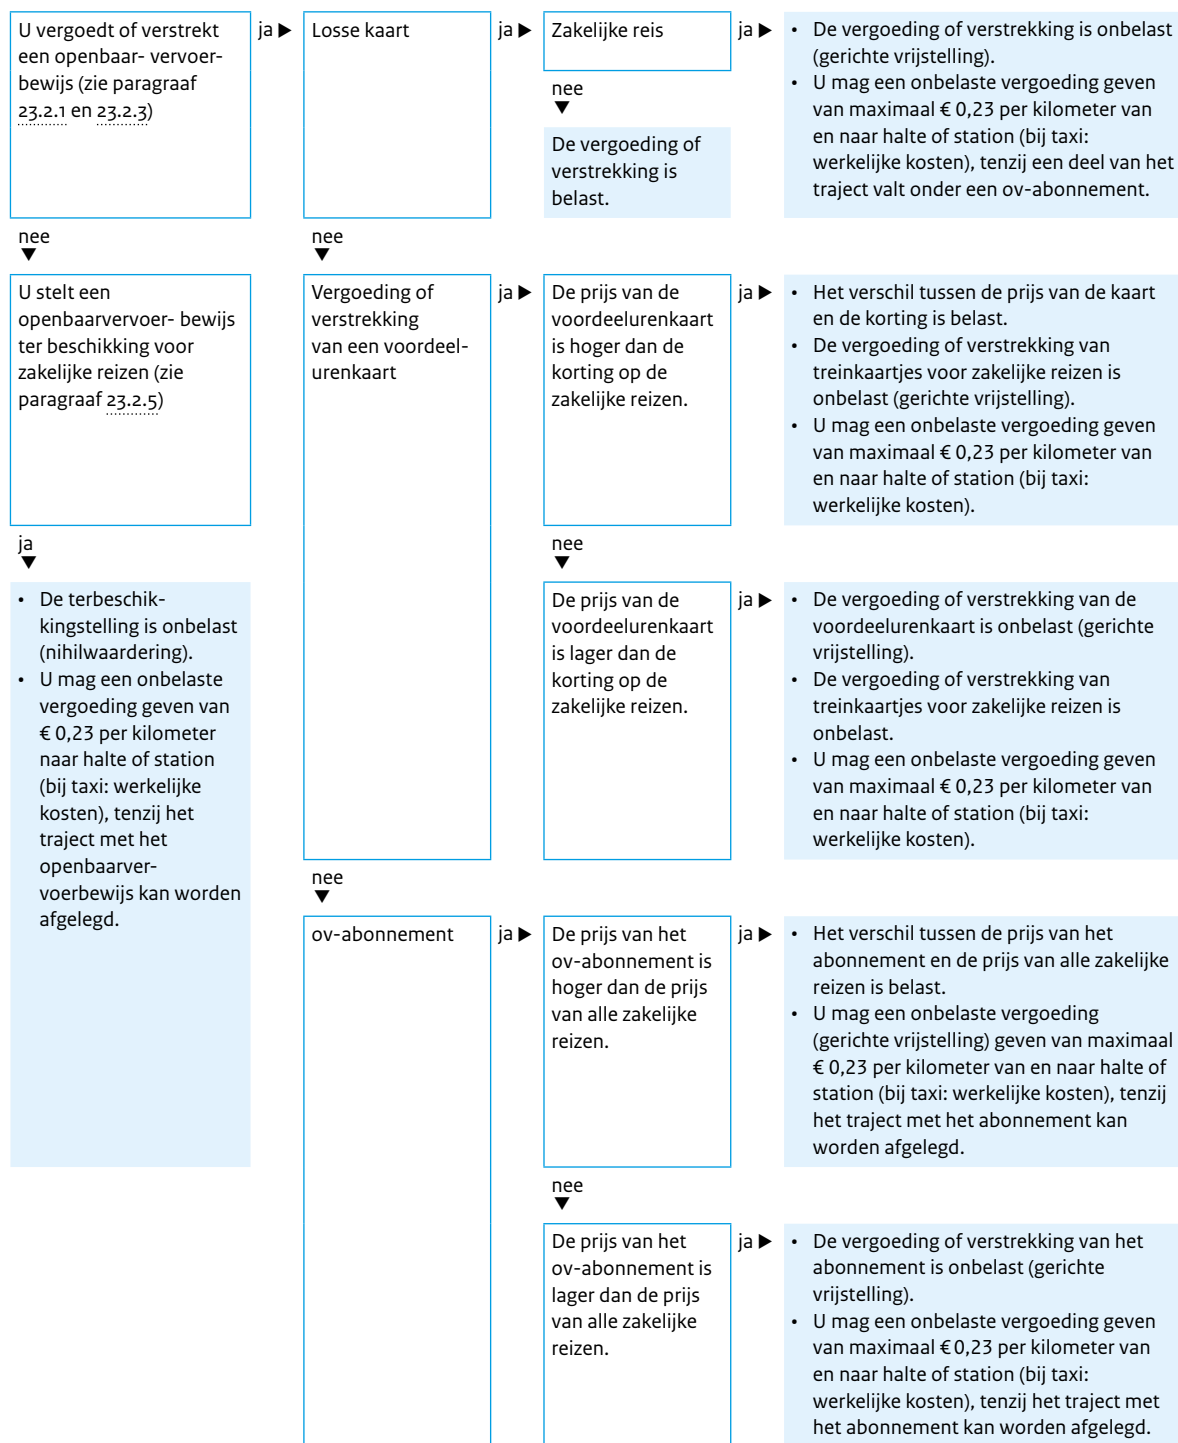 U vergoedt of verstrekt
een openbaar- vervoer-
bewijs (zie paragraaf
23.2.1 en 23.2.3)
ja ▶
Losse kaart
ja ▶
Zakelijke reis
ja ▶
• De vergoeding of verstrekking is onbelast
(gerichte vrijstelling).
• U mag een onbelaste vergoeding geven
van maximaal € 0,23 per kilometer van
en naar halte of station (bij taxi:
werkelijke kosten), tenzij een deel van het
traject valt onder een ov-abonnement.
nee
▼
De vergoeding of
verstrekking is
belast.
nee
▼
nee
▼
U stelt een
openbaarvervoer- bewijs
ter beschikking voor
zakelijke reizen (zie
paragraaf 23.2.5)
Vergoeding of
verstrekking
van een voordeel-
urenkaart
ja ▶
De prijs van de
voordeelurenkaart
is hoger dan de
korting op de
zakelijke reizen.
ja ▶
• Het verschil tussen de prijs van de kaart
en de korting is belast.
• De vergoeding of verstrekking van
treinkaartjes voor zakelijke reizen is
onbelast (gerichte vrijstelling).
• U mag een onbelaste vergoeding geven
van maximaal € 0,23 per kilometer van
en naar halte of station (bij taxi:
werkelijke kosten).
ja
▼
nee
▼
• De terbeschik-
kingstelling is onbelast
(nihilwaardering).
• U mag een onbelaste
vergoeding geven van
€ 0,23 per kilometer
naar halte of station
(bij taxi: werkelijke
kosten), tenzij het
traject met het
openbaarver-
voerbewijs kan worden
afgelegd.
De prijs van de
voordeelurenkaart
is lager dan de
korting op de
zakelijke reizen.
ja ▶
• De vergoeding of verstrekking van de
voordeelurenkaart is onbelast (gerichte
vrijstelling).
• De vergoeding of verstrekking van
treinkaartjes voor zakelijke reizen is
onbelast.
• U mag een onbelaste vergoeding geven
van maximaal € 0,23 per kilometer van
en naar halte of station (bij taxi:
werkelijke kosten).
nee
▼
ov-abonnement
ja ▶
De prijs van het
ov-abonnement is
hoger dan de prijs
van alle zakelijke
reizen.
ja ▶
• Het verschil tussen de prijs van het
abonnement en de prijs van alle zakelijke
reizen is belast.
• U mag een onbelaste vergoeding
(gerichte vrijstelling) geven van maximaal
€ 0,23 per kilometer van en naar halte of
station (bij taxi: werkelijke kosten), tenzij
het traject met het abonnement kan
worden afgelegd.
nee
▼
De prijs van het
ov-abonnement is
lager dan de prijs
van alle zakelijke
reizen.
ja ▶
• De vergoeding of verstrekking van het
abonnement is onbelast (gerichte
vrijstelling).
• U mag een onbelaste vergoeding geven
van maximaal € 0,23 per kilometer van
en naar halte of station (bij taxi:
werkelijke kosten), tenzij het traject met
het abonnement kan worden afgelegd.